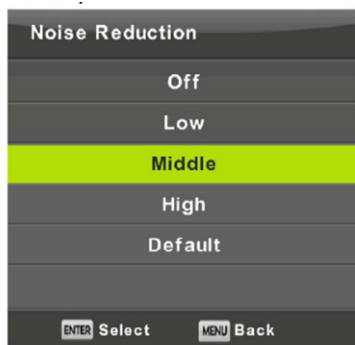 Noise Reduction
Off
Low
Middle
High
Default
ENTER Select MENU Back